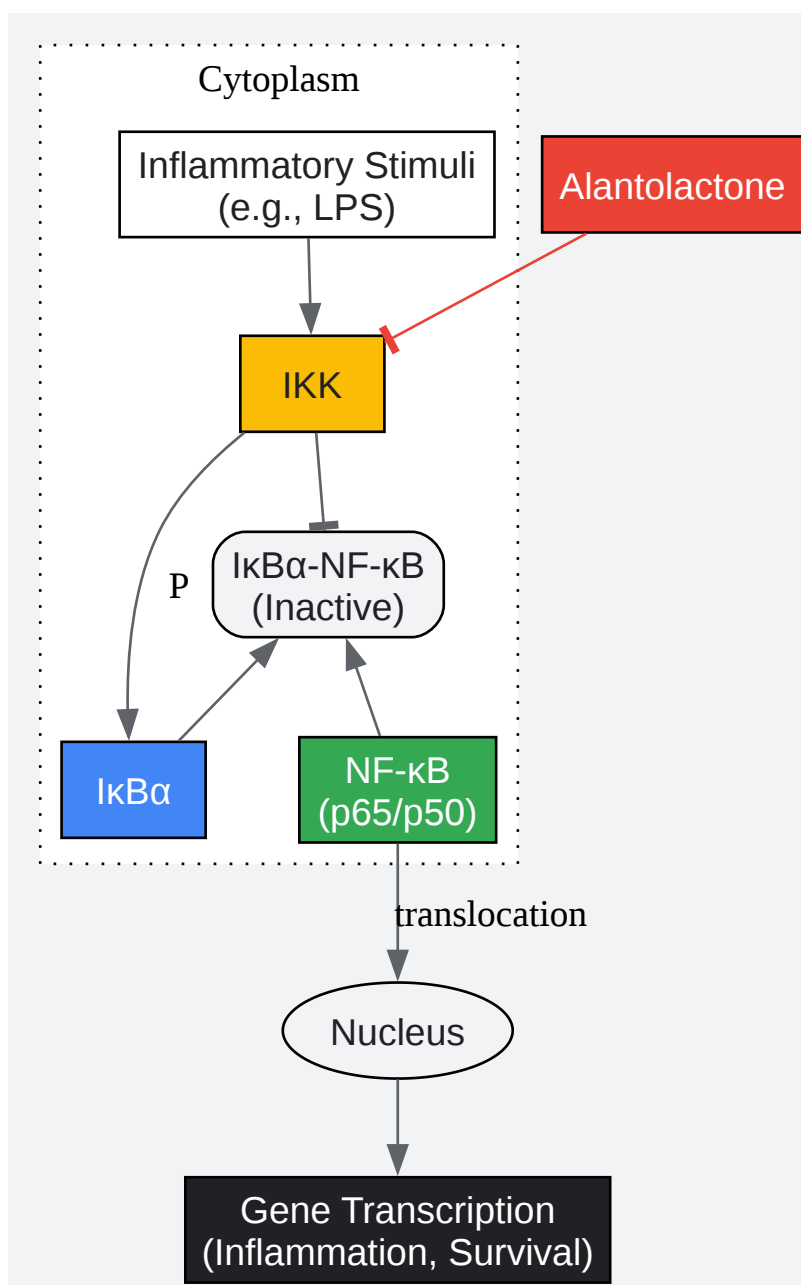 Cytoplasm
Inflammatory Stimuli
(e.g., LPS)
Alantolactone
IKK
IκBα-NF-κB
(Inactive)
P
IκBα
NF-κB
(p65/p50)
translocation
Nucleus
Gene Transcription
(Inflammation, Survival)